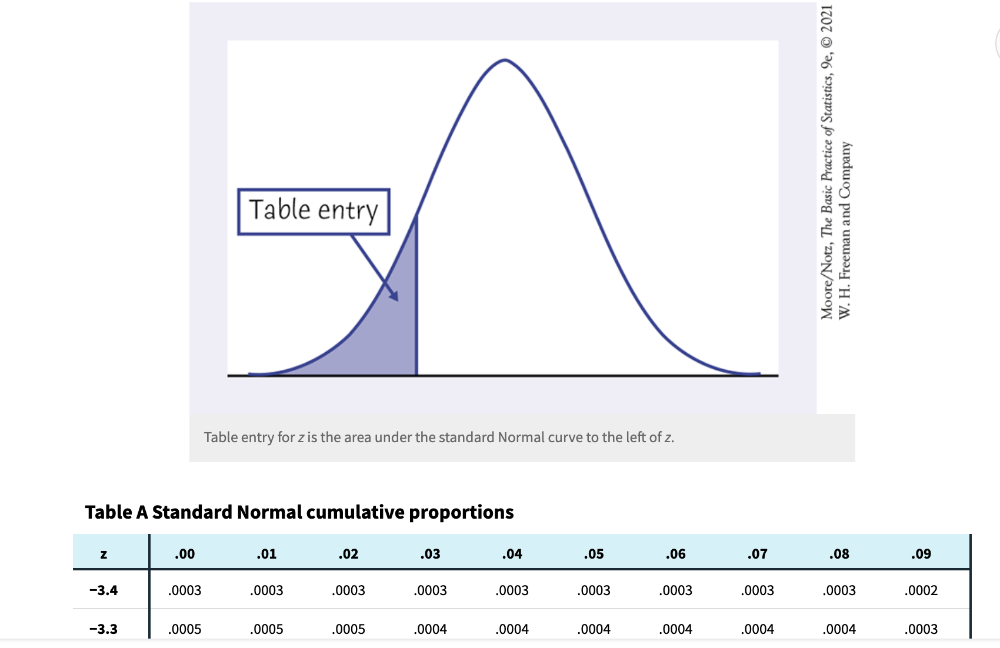 Moore/Notz, The Basic Practice of Statistics, 9e, © 2021
W. H. Freeman and Company
Table entry
Table entry for z is the area under the standard Normal curve to the left of z.
Table A Standard Normal cumulative proportions
z .00 .01 .02 .03 .04 .05 .06 .07 .08 .09
−3.4 .0003 .0003 .0003 .0003 .0003 .0003 .0003 .0003 .0003 .0002
−3.3 .0005 .0005 .0005 .0004 .0004 .0004 .0004 .0004 .0004 .0003